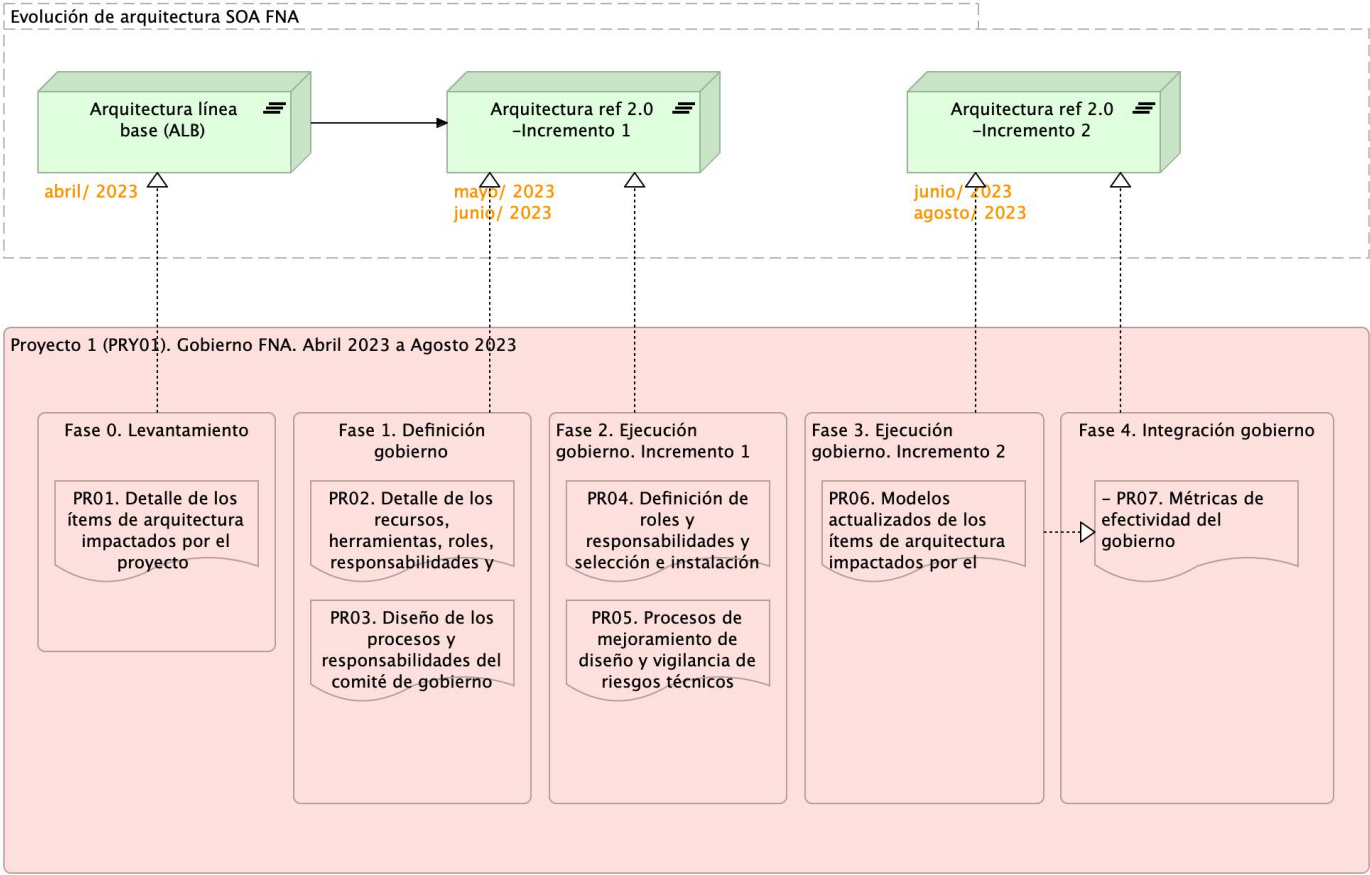 Evolución de arquitectura SOA FNA
Arquitectura línea
base (ALB)
Arquitectura ref 2.0
-Incremento 1
Arquitectura ref 2.0
-Incremento 2
abril/ 2023
mayo/ 2023
junio/ 2023
junio/ 2023
agosto/ 2023
Proyecto 1 (PRY01). Gobierno FNA. Abril 2023 a Agosto 2023
Fase 0. Levantamiento
PR01. Detalle de los
ítems de arquitectura
impactados por el
proyecto
Fase 1. Definición
gobierno
PR02. Detalle de los
recursos,
herramientas, roles,
responsabilidades y
PR03. Diseño de los
procesos y
responsabilidades del
comité de gobierno
Fase 2. Ejecución
gobierno. Incremento 1
PR04. Definición de
roles y
responsabilidades y
selección e instalación
PR05. Procesos de
mejoramiento de
diseño y vigilancia de
riesgos técnicos
Fase 3. Ejecución
gobierno. Incremento 2
PR06. Modelos
actualizados de los
ítems de arquitectura
impactados por el
Fase 4. Integración gobierno
- PR07. Métricas de
efectividad del
gobierno